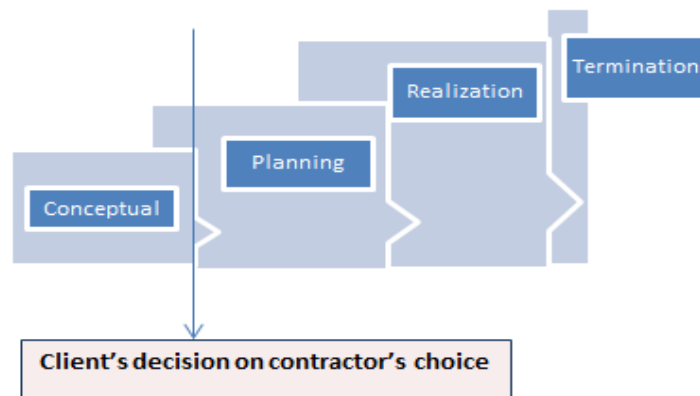 Termination
Realization
Planning
Conceptual
Client's decision on contractor's choice